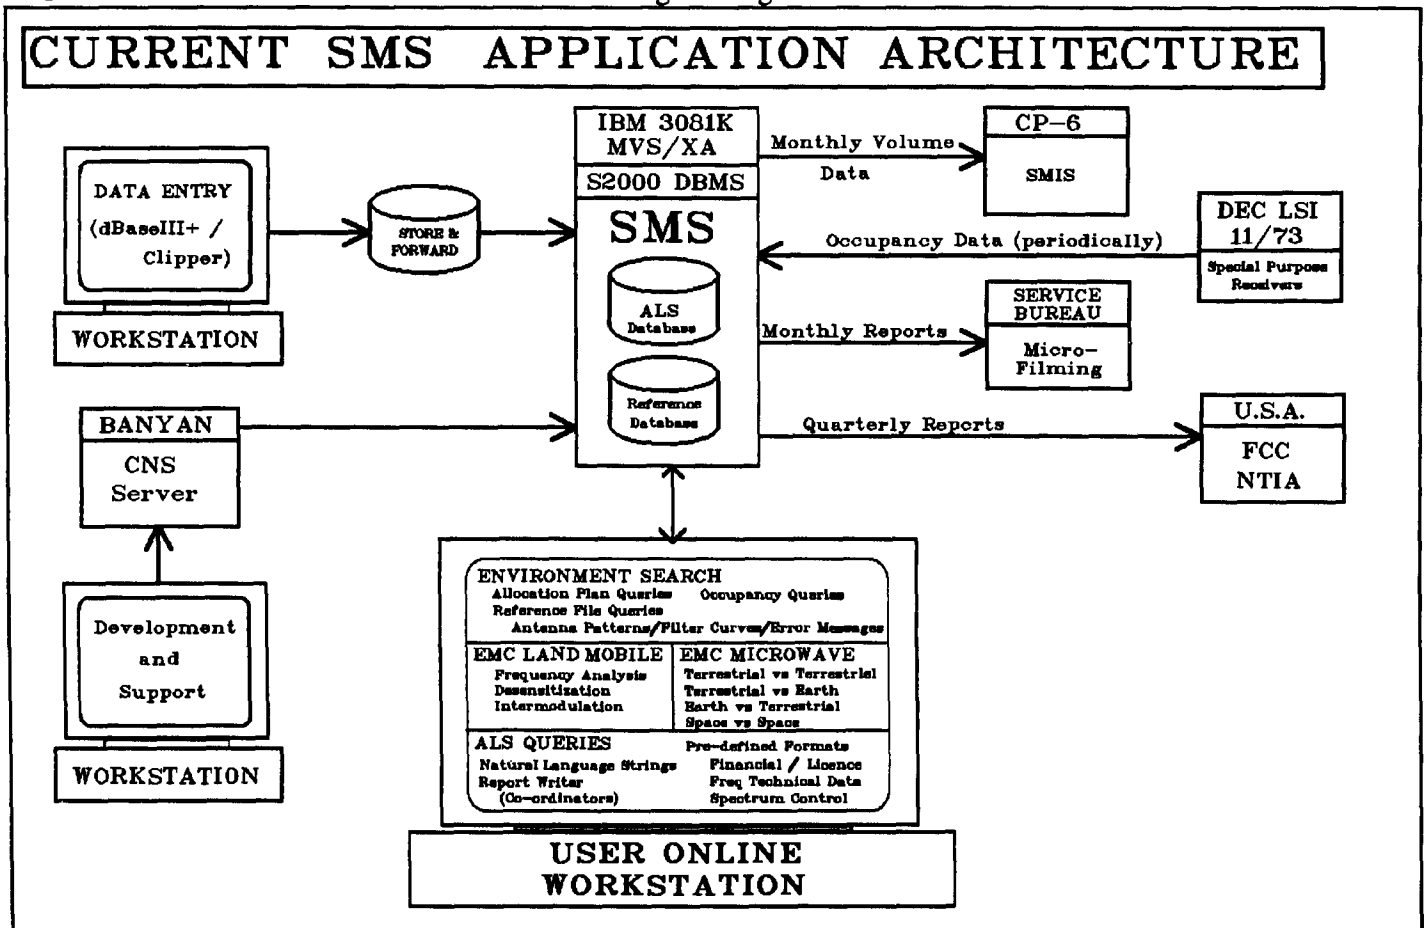 CURRENT SMS APPLICATION ARCHITECTURE
DATA ENTRY
(dBaseIII+ /
Clipper)
WORKSTATION
STORE &
FORWARD
IBM 3081K
MVS/XA
S2000 DBMS
SMS
ALS
Database
Reference
Database
Monthly Volume
Data
CP-6
SMIS
Occupancy Data (periodically)
DEC LSI
11/73
Special Purpose
Receivers
Monthly Reports
SERVICE
BUREAU
Micro-
Filming
Quarterly Reports
U.S.A.
FCC
NTIA
BANYAN
CNS
Server
Development
and
Support
WORKSTATION
ENVIRONMENT SEARCH
Allocation Plan Queries Occupancy Queries
Reference File Queries
Antenna Patterns/Filter Curves/Error Messages
EMC LAND MOBILE
Frequency Analysis
Desensitization
Intermodulation
EMC MICROWAVE
Terrestrial vs Terrestriel
Terrestrial vs Earth
Earth vs Terrestrial
Space vs Space
ALS QUERIES
Natural Language Strings
Report Writer
(Co-ordinators)
Pre-defined Formats
Financial / Licence
Freq Technical Data
Spectrum Control
USER ONLINE
WORKSTATION